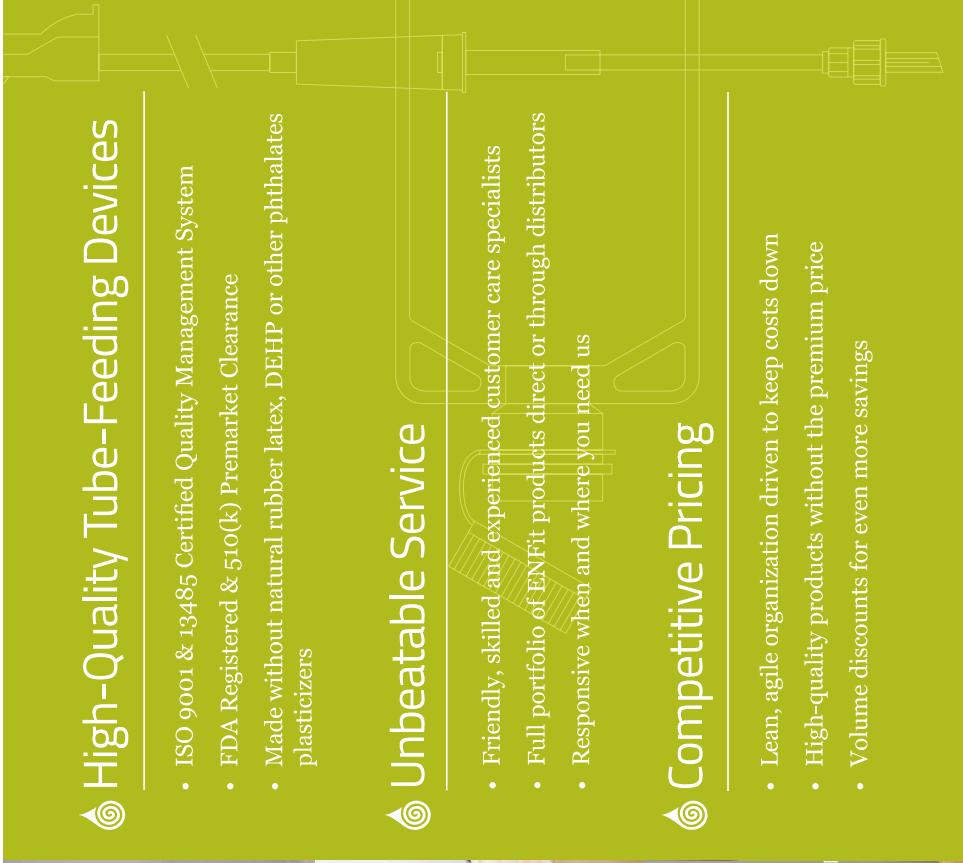 High-Quality Tube-Feeding Devices
• ISO 9001 & 13485 Certified Quality Management System
• FDA Registered & 510(k) Premarket Clearance
• Made without natural rubber latex, DEHP or other phthalates
plasticizers
Unbeatable Service
• Friendly, skilled and experienced customer care specialists
• Full portfolio of ENFit products direct or through distributors
• Responsive when and where you need us
Competitive Pricing
• Lean, agile organization driven to keep costs down
• High-quality products without the premium price
• Volume discounts for even more savings